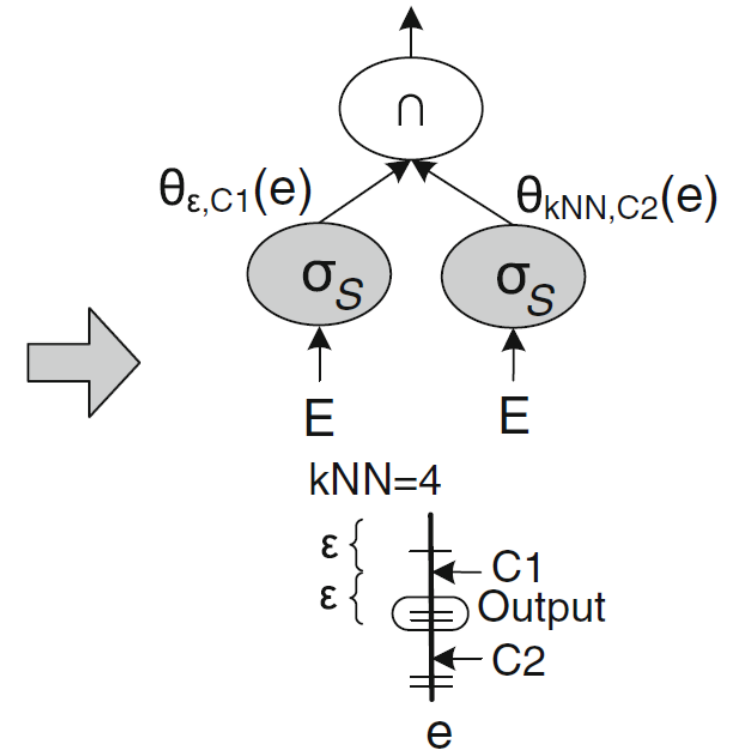 ∩
θε,C1(e) θkNN,C2(e)
σS σS
E E
kNN=4
ε
C1
ε
Output
C2
e